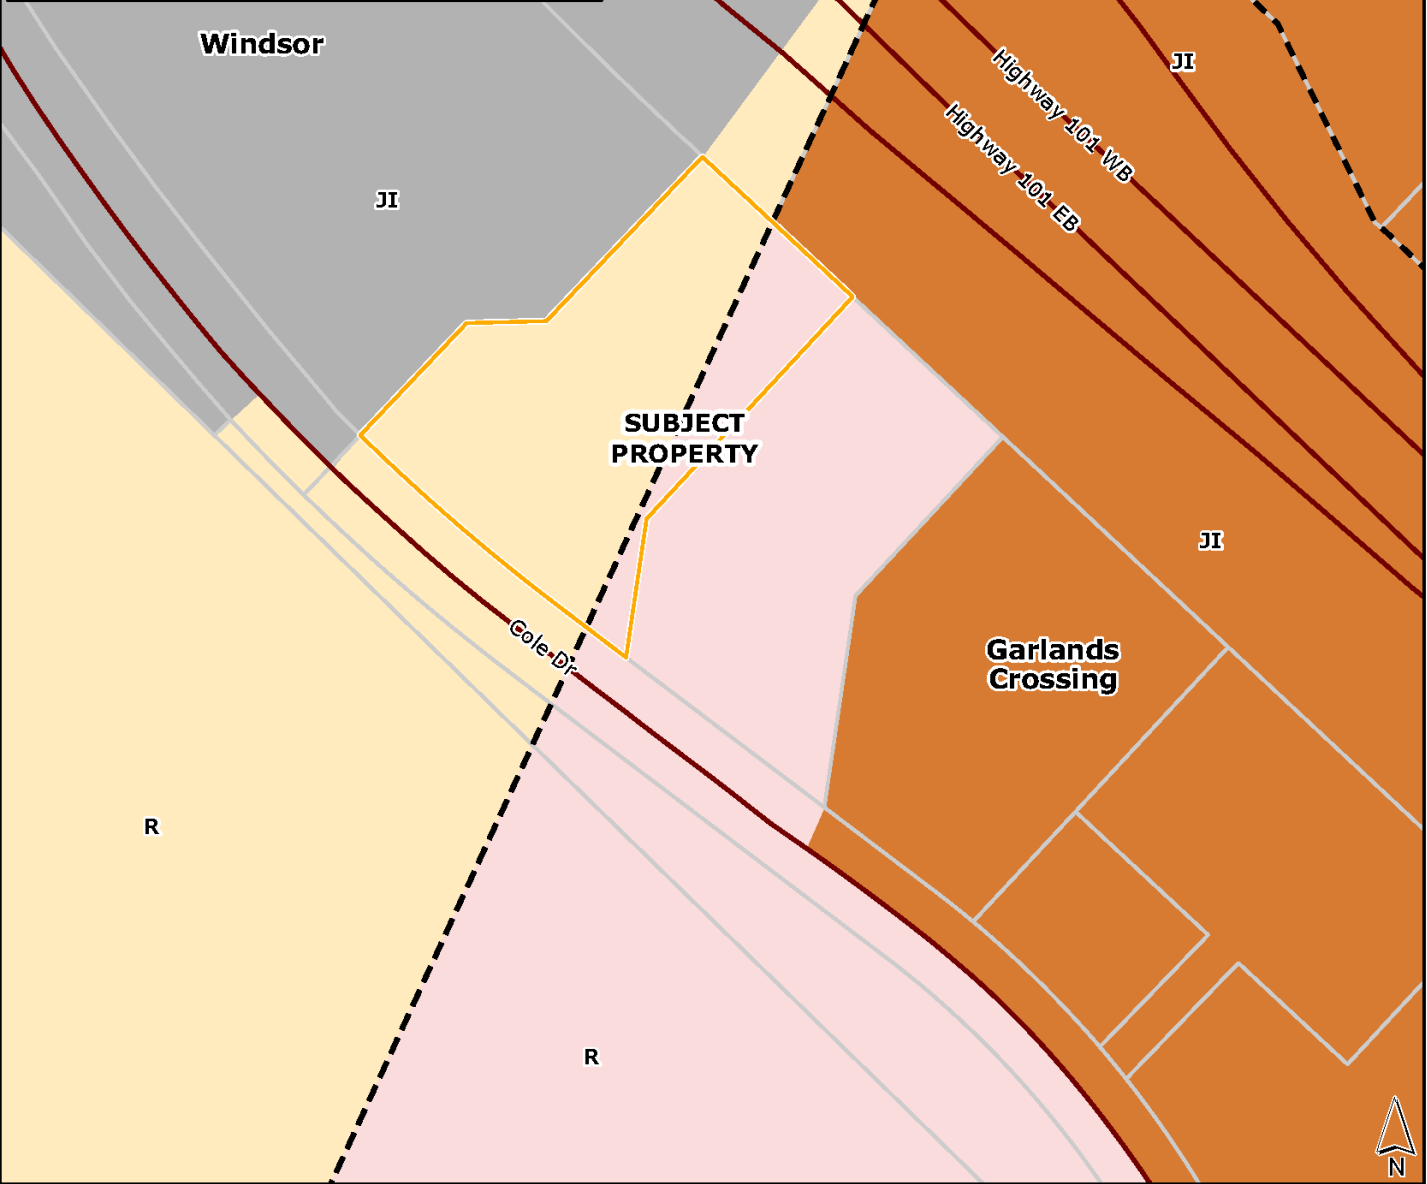 Windsor
JI
Highway 101 WB
Highway 101 EB
JI
SUBJECT
PROPERTY
JI
Cole Dr
Garlands
Crossing
R
R
N